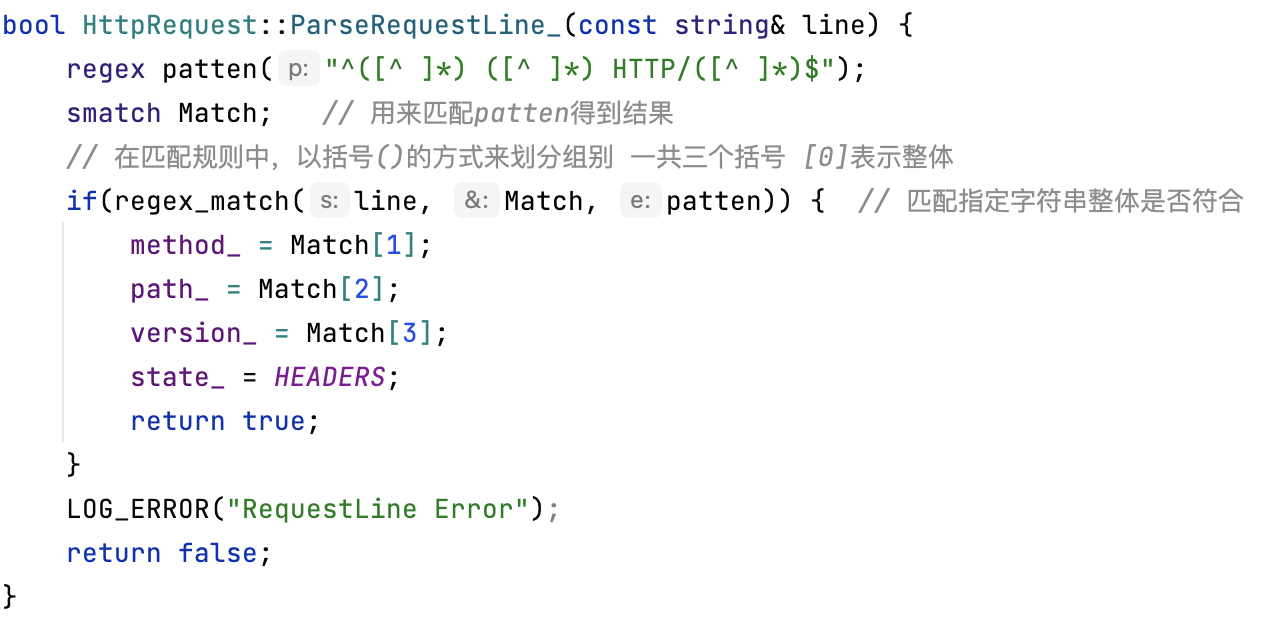 bool HttpRequest::ParseRequestLine_(const string& line) {
    regex patten( p: "^([^ ]*) ([^ ]*) HTTP/([^ ]*)$");
    smatch Match;   // 用来匹配patten得到结果
    // 在匹配规则中，以括号()的方式来划分组别 一共三个括号 [0]表示整体
    if(regex_match( s: line,  &: Match,  e: patten)) {  // 匹配指定字符串整体是否符合
        method_ = Match[1];
        path_ = Match[2];
        version_ = Match[3];
        state_ = HEADERS;
        return true;
    }
    LOG_ERROR("RequestLine Error");
    return false;
}